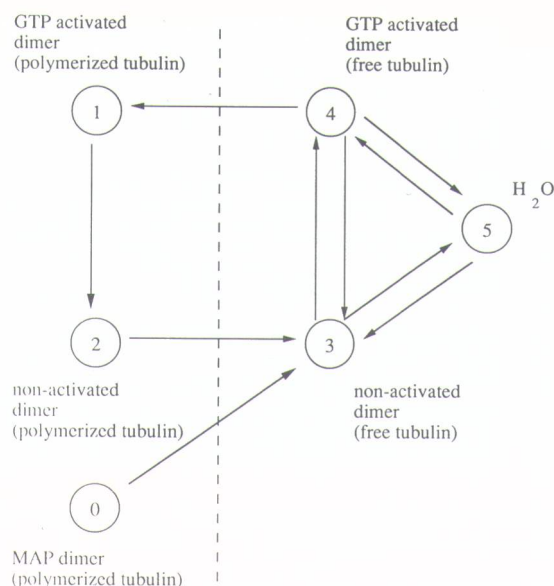 GTP activated
dimer
(polymerized tubulin)
GTP activated
dimer
(free tubulin)
1
4
H2O
5
2
3
non-activated
dimer
(polymerized tubulin)
non-activated
dimer
(free tubulin)
0
MAP dimer
(polymerized tubulin)